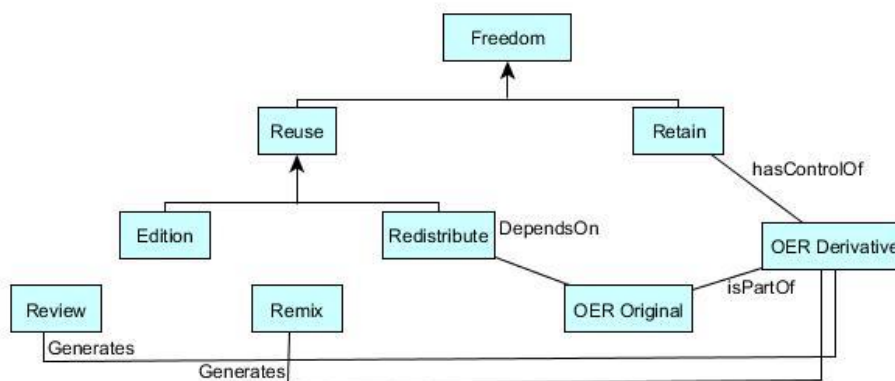 Freedom
Reuse
Retain
hasControlOf
Edition
Redistribute
DependsOn
OER Derivative
isPartOf
Review
Remix
OER Original
Generates
Generates